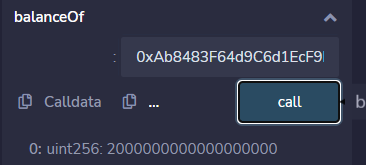 balanceOf
: 0xAb8483F64d9C6d1EcF9
Calldata ... call
0: uint256: 2000000000000000000